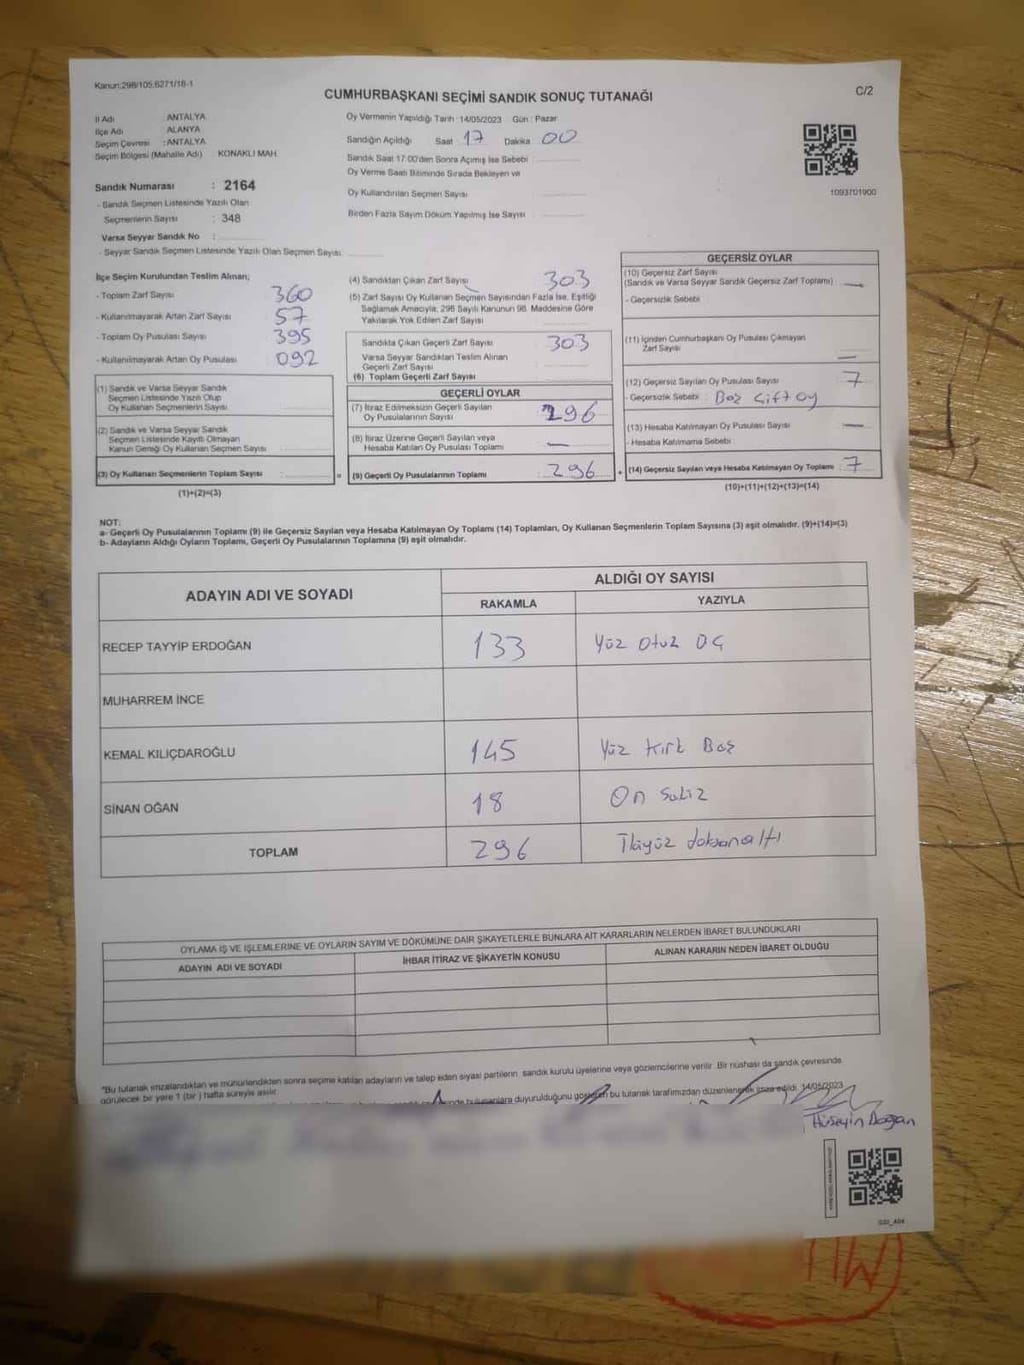 Kanun:298/105.6271/18-1
C/2
CUMHURBAŞKANI SEÇİMİ SANDIK SONUÇ TUTANAĞI
İl Adı : ANTALYA
İlçe Adı : ALANYA
Seçim Çevresi : ANTALYA
Seçim Bölgesi (Mahalle Adı) : KONAKLI MAH.
Sandık Numarası : 2164
- Sandık Seçmen Listesinde Yazılı Olan
Seçmenlerin Sayısı : 348
Varsa Seyyar Sandık No :
- Seyyar Sandık Seçmen Listesinde Yazılı Olan Seçmen Sayısı:
Oy Vermenin Yapıldığı Tarih : 14/05/2023 Gün : Pazar
Sandığın Açıldığı Saat 17 Dakika 00
Sandık Saat 17:00'den Sonra Açılmış İse Sebebi
Oy Verme Saati Bitiminde Sırada Bekleyen ve
Oy Kullandırılan Seçmen Sayısı
Birden Fazla Sayım Döküm Yapılmış İse Sayısı
1093701900
İlçe Seçim Kurulundan Teslim Alınan;
- Toplam Zarf Sayısı 360
- Kullanılmayarak Artan Zarf Sayısı 57
- Toplam Oy Pusulası Sayısı 395
- Kullanılmayarak Artan Oy Pusulası 092
(1) Sandık ve Varsa Seyyar Sandık
Seçmen Listesinde Yazılı Olup
Oy Kullanan Seçmenlerin Sayısı :
(2) Sandık ve Varsa Seyyar Sandık
Seçmen Listesinde Kayıtlı Olmayan
Kanun Gereği Oy Kullanan Seçmen Sayısı :
(3) Oy Kullanan Seçmenlerin Toplam Sayısı : =
(1)+(2)=(3)
(4) Sandıktan Çıkan Zarf Sayısı 303
(5) Zarf Sayısı Oy Kullanan Seçmen Sayısından Fazla İse, Eşitliği
Sağlamak Amacıyla; 298 Sayılı Kanunun 98. Maddesine Göre
Yakılarak Yok Edilen Zarf Sayısı
Sandıkta Çıkan Geçerli Zarf Sayısı 303
Varsa Seyyar Sandıktan Teslim Alınan
Geçerli Zarf Sayısı
(6) Toplam Geçerli Zarf Sayısı
GEÇERLİ OYLAR
(7) İtiraz Edilmeksizin Geçerli Sayılan
Oy Pusulalarının Sayısı 296
(8) İtiraz Üzerine Geçerli Sayılan veya
Hesaba Katılan Oy Pusulası Toplamı —
(9) Geçerli Oy Pusulalarının Toplamı 296 +
GEÇERSİZ OYLAR
(10) Geçersiz Zarf Sayısı
(Sandık ve Varsa Seyyar Sandık Geçersiz Zarf Toplamı) —
- Geçersizlik Sebebi
(11) İçinden Cumhurbaşkanı Oy Pusulası Çıkmayan
Zarf Sayısı —
(12) Geçersiz Sayılan Oy Pusulası Sayısı 7
- Geçersizlik Sebebi : Boş Çift Oy
(13) Hesaba Katılmayan Oy Pusulası Sayısı —
- Hesaba Katılmama Sebebi
(14) Geçersiz Sayılan veya Hesaba Katılmayan Oy Toplamı : 7
(10)+(11)+(12)+(13)=(14)
NOT:
a- Geçerli Oy Pusulalarının Toplamı (9) ile Geçersiz Sayılan veya Hesaba Katılmayan Oy Toplamı (14) Toplamları, Oy Kullanan Seçmenlerin Toplam Sayısına (3) eşit olmalıdır. (9)+(14)=(3)
b- Adayların Aldığı Oyların Toplamı, Geçerli Oy Pusulalarının Toplamına (9) eşit olmalıdır.
ADAYIN ADI VE SOYADI ALDIĞI OY SAYISI
RAKAMLA YAZIYLA
RECEP TAYYİP ERDOĞAN 133 Yüz Otuz Üç
MUHARREM İNCE
KEMAL KILIÇDAROĞLU 145 Yüz Kırk Beş
SİNAN OĞAN 18 On Sekiz
TOPLAM 296 İkiyüz doksanaltı
OYLAMA İŞ VE İŞLEMLERİNE VE OYLARIN SAYIM VE DÖKÜMÜNE DAİR ŞİKAYETLERLE BUNLARA AİT KARARLARIN NELERDEN İBARET BULUNDUKLARI
ADAYIN ADI VE SOYADI İHBAR İTİRAZ VE ŞİKAYETİN KONUSU ALINAN KARARIN NEDEN İBARET OLDUĞU
"Bu tutanak imzalandıktan ve mühürlendikten sonra seçime katılan adayların ve talep eden siyasi partilerin sandık kurulu üyelerine veya gözlemcilerine verilir. Bir nüshası da sandık çevresinde
görülecek bir yere 1 (bir) hafta süreyle asılır.
bulunanlara duyurulduğunu gösteren bu tutanak tarafımızdan düzenlenerek imza edildi. 14/05/2023
Hüseyin Doğan